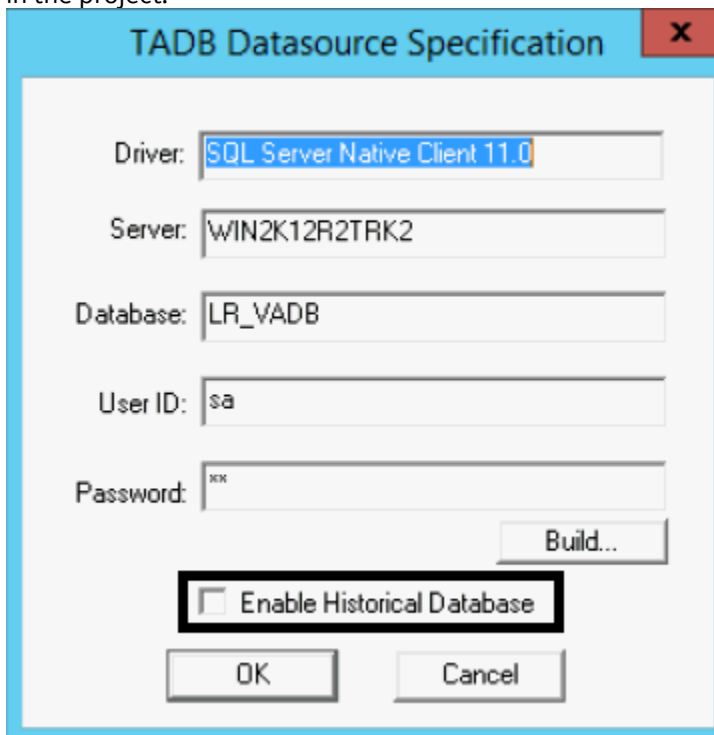 in the project.
TADB Datasource Specification
x
Driver: SQL Server Native Client 11.0
Server: WIN2K12R2TRK2
Database: LR_VADB
User ID: sa
Password: **
Build...
Enable Historical Database
OK Cancel